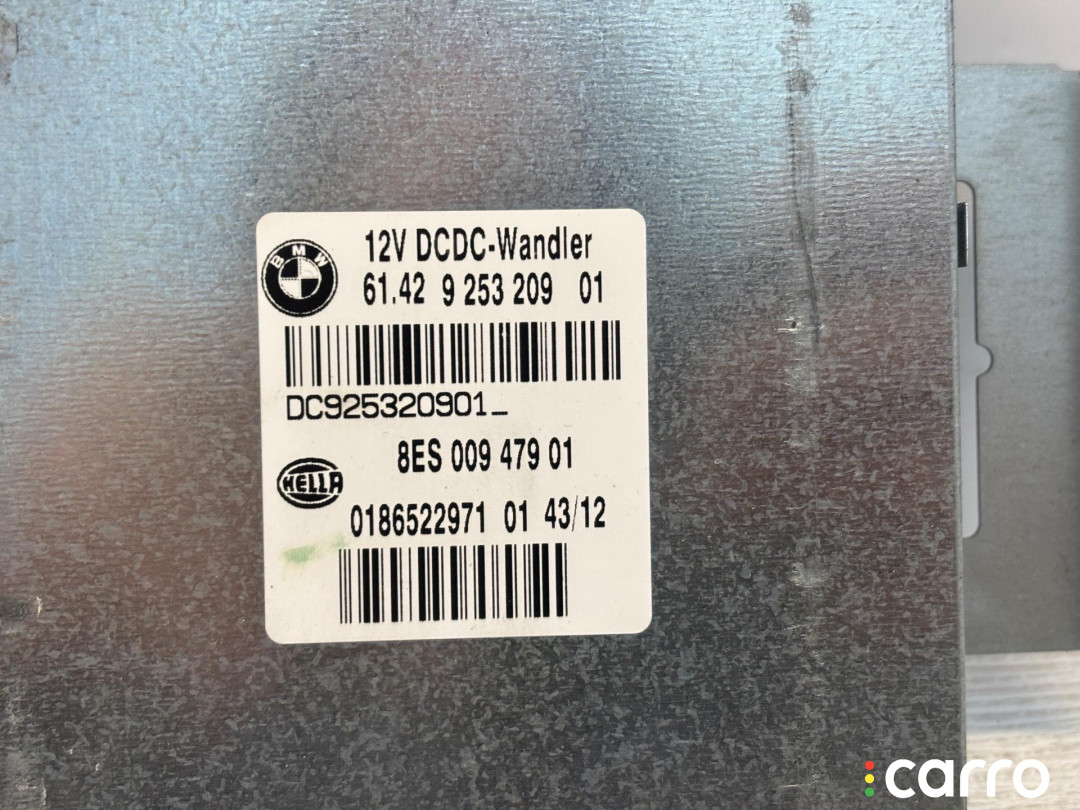 BMW
12V DCDC-Wandler
61.42 9 253 209 01
DC925320901_
8ES 009 479 01
HELLA
0186522971 01 43/12
carro